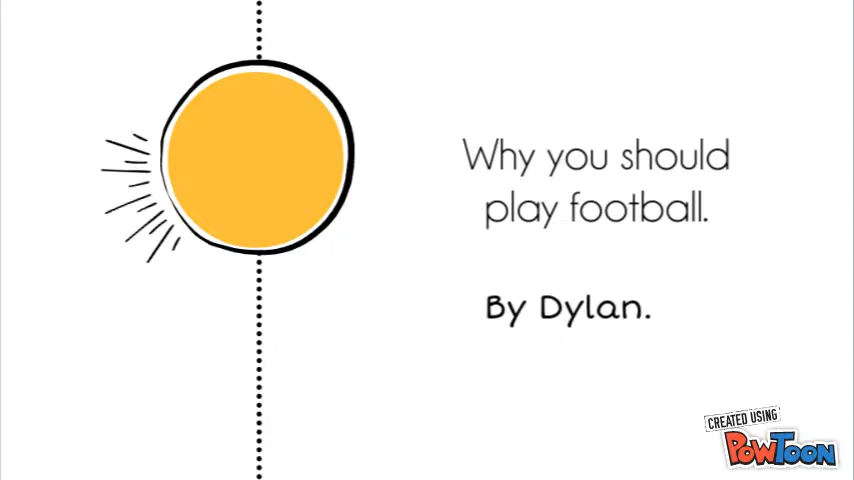 Why you should
play football.
By Dylan.
CREATED USING
POWTOON